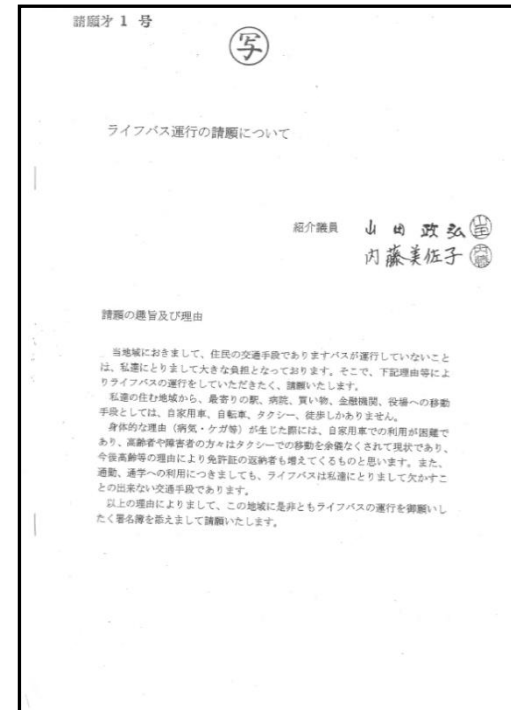 請願才1号
写
ライフバス運行の請願について
紹介議員 山田政弘
内藤美佐子
請願の趣旨及び理由
当地域におきまして、住民の交通手段でありますバスが運行していないこと
は、私達にとりまして大きな負担となっております。そこで、下記理由等によ
りライフバスの運行をしていただきたく、請願いたします。
私達の住む地域から、最寄りの駅、病院、買い物、金融機関、役場への移動
手段としては、自家用車、自転車、タクシー、徒歩しかありません。
身体的な理由（病気・ケガ等）が生じた際には、自家用車での利用が困難で
あり、高齢者や障害者の方々はタクシーでの移動を余儀なくされて現状であり、
今後高齢等の理由により免許証の返納者も増えてくるものと思います。また、
通勤、通学への利用につきましても、ライフバスは私達にとりまして欠かすこ
との出来ない交通手段であります。
以上の理由によりまして、この地域に是非ともライフバスの運行を御願いし
たく署名簿を添えまして請願いたします。